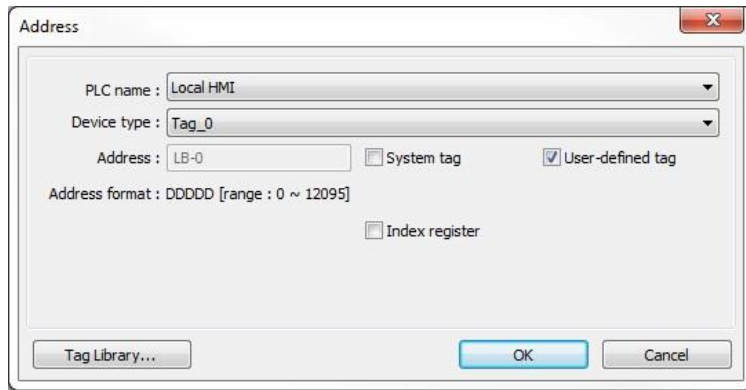 Address
PLC name : Local HMI
Device type : Tag_0
Address : LB-0 System tag User-defined tag
Address format : DDDDD [range : 0 ~ 12095]
Index register
Tag Library... OK Cancel